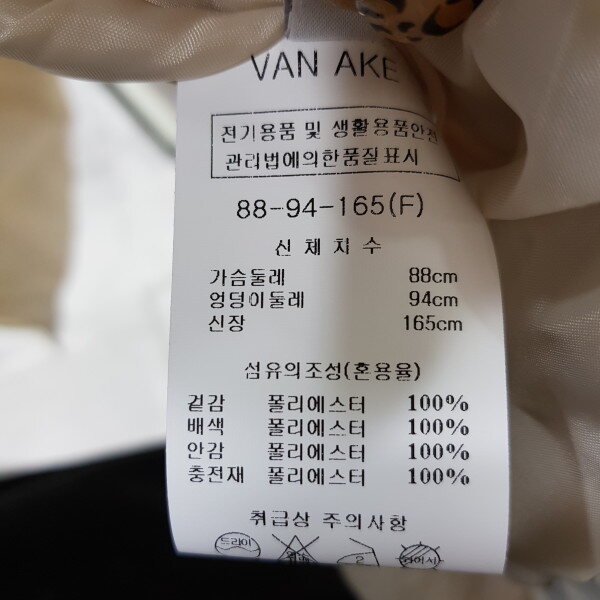 VAN AKE
전기용품 및 생활용품안전
관리법에의한품질표시
88-94-165(F)
신체치수
가슴둘레 88cm
엉덩이둘레 94cm
신장 165cm
섬유의조성(혼용율)
겉감 폴리에스터 100%
배색 폴리에스터 100%
안감 폴리에스터 100%
충전재 폴리에스터 100%
취급상 주의사항
드라이 2